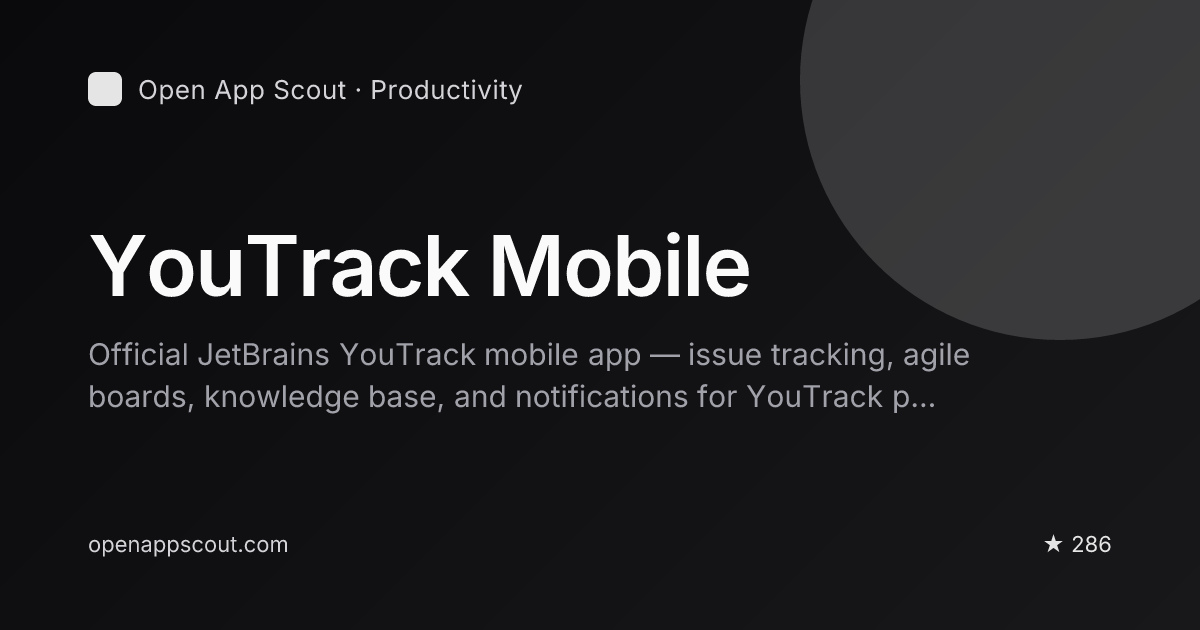 Open App Scout · Productivity
YouTrack Mobile
Official JetBrains YouTrack mobile app — issue tracking, agile
boards, knowledge base, and notifications for YouTrack p...
openappscout.com
★ 286